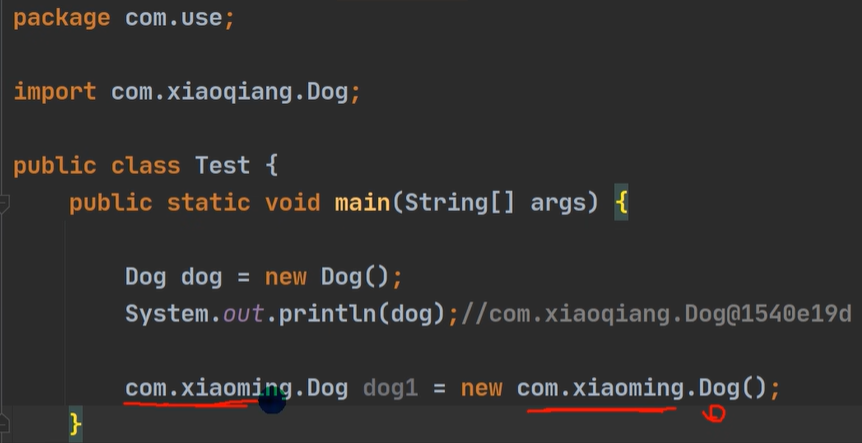 package com.use;
import com.xiaoqiang.Dog;
public class Test {
public static void main(String[] args) {
Dog dog = new Dog();
System.out.println(dog);//com.xiaoqiang.Dog@1540e19d
com.xiaoming.Dog dog1 = new com.xiaoming.Dog();
}